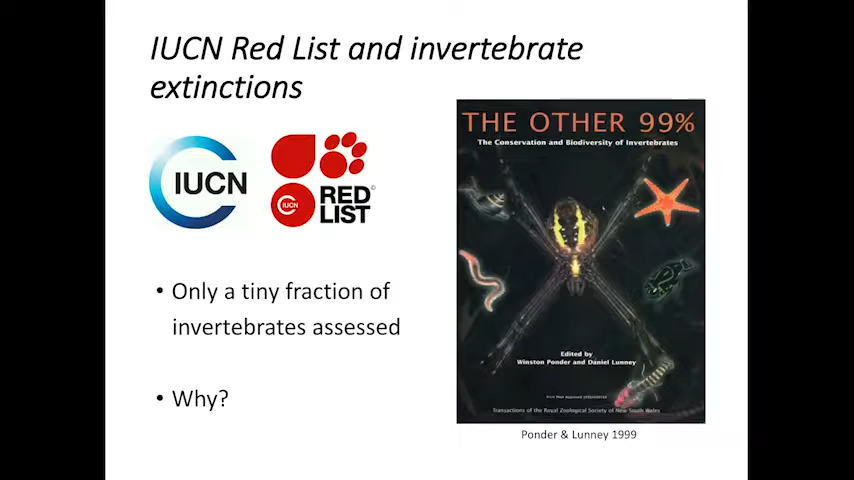 IUCN Red List and invertebrate
extinctions
IUCN
IUCN
RED
LIST
©
• Only a tiny fraction of
invertebrates assessed
• Why?
THE OTHER 99%
The Conservation and Biodiversity of Invertebrates
Edited by
Winston Ponder and Daniel Lunney
Transactions of the Royal Zoological Society of New South Wales
Ponder & Lunney 1999